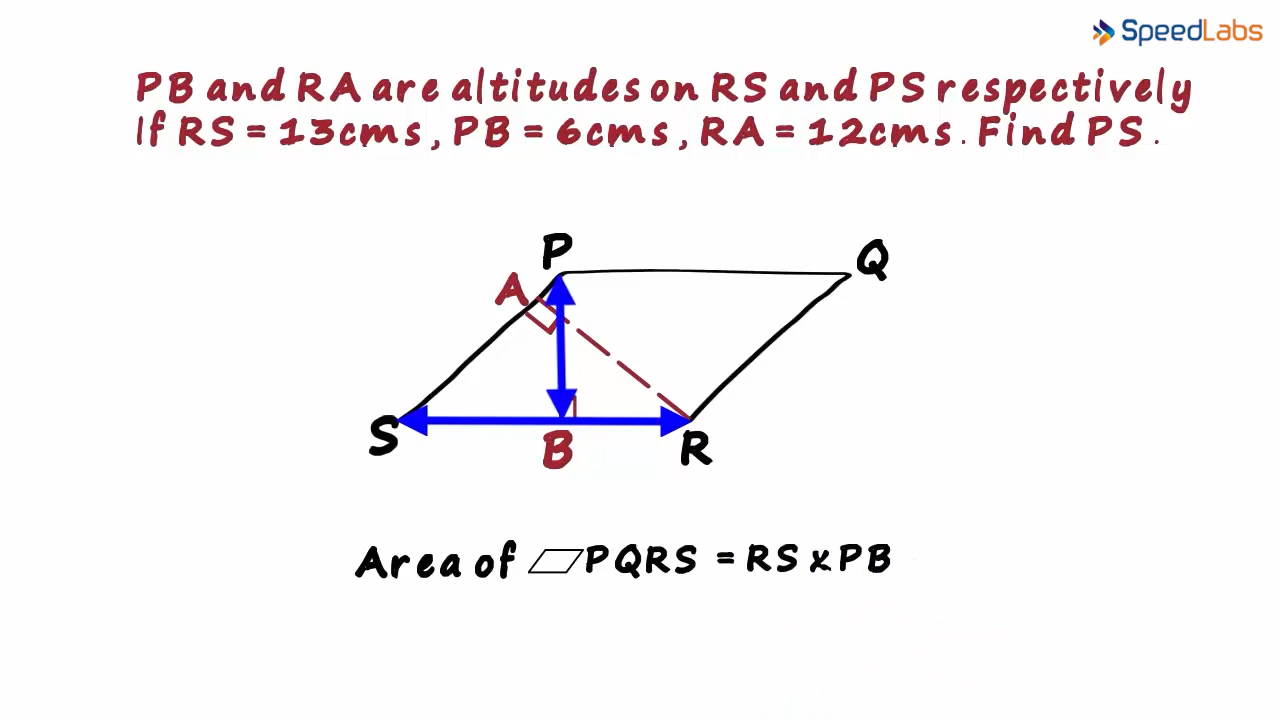 SpeedLabs
PB and RA are altitudes on RS and PS respectively
If RS = 13cms, PB = 6cms, RA = 12cms. Find PS.
P
Q
A
S
B
R
Area of ▱PQRS = RS x PB